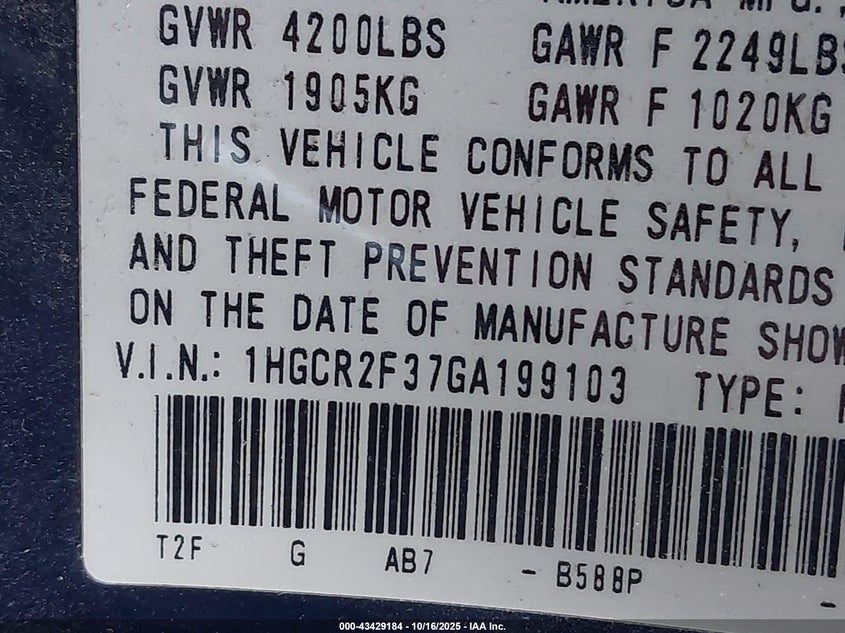 GVWR 4200LBS GAWR F 2249LBS
GVWR 1905KG GAWR F 1020KG
THIS VEHICLE CONFORMS TO ALL
FEDERAL MOTOR VEHICLE SAFETY,
AND THEFT PREVENTION STANDARDS
ON THE DATE OF MANUFACTURE SHOW
V.I.N.: 1HGCR2F37GA199103 TYPE:
T2F G AB7 - B588P -
000-43429184 - 10/16/2025 - IAA Inc.